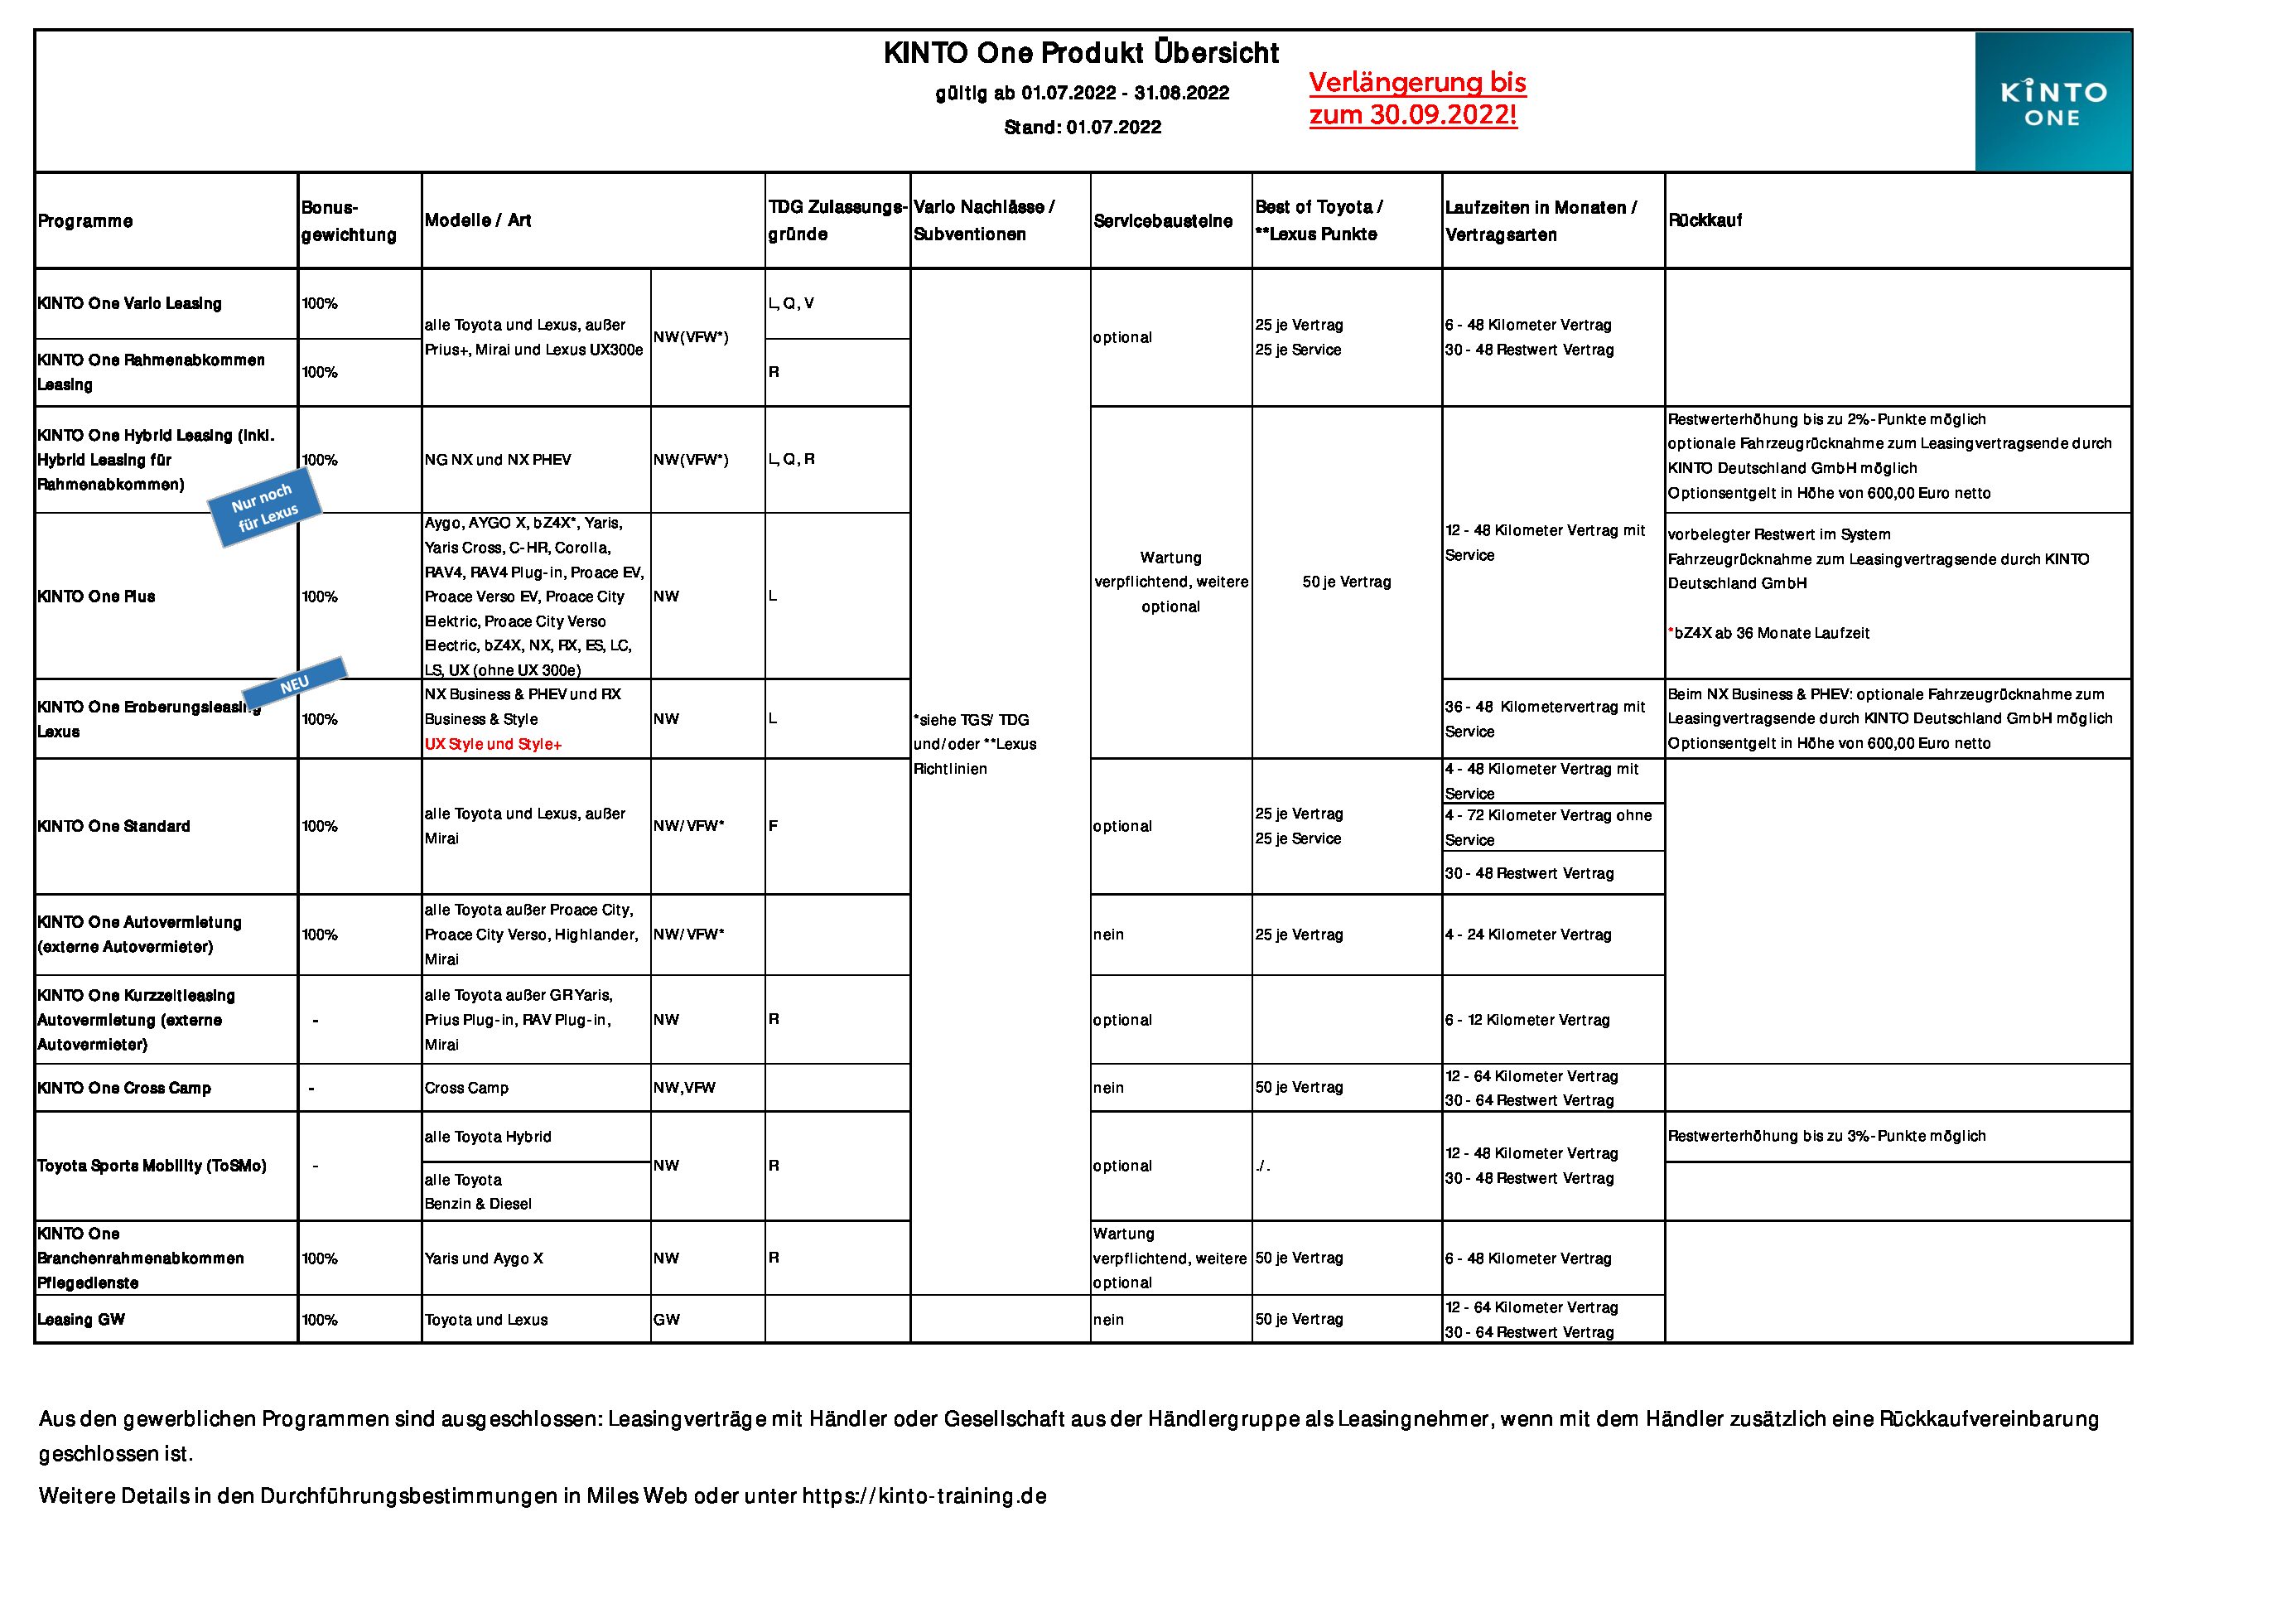 KINTO One Produkt Übersicht
gültig ab 01.07.2022 - 31.08.2022
Stand: 01.07.2022
Verlängerung bis
zum 30.09.2022!
KINTO
ONE
Programme
Bonus-
gewichtung
Modelle / Art
TDG Zulassungs-
gründe
Vario Nachlässe /
Subventionen
Servicebausteine
Best of Toyota /
**Lexus Punkte
Laufzeiten in Monaten /
Vertragsarten
Rückkauf
KINTO One Vario Leasing
100%
alle Toyota und Lexus, außer
Prius+, Mirai und Lexus UX300e
NW(VFW*)
L, Q, V
optional
25 je Vertrag
25 je Service
6 - 48 Kilometer Vertrag
30 - 48 Restwert Vertrag
KINTO One Rahmenabkommen
Leasing
100%
R
KINTO One Hybrid Leasing (inkl.
Hybrid Leasing für
Rahmenabkommen)
Nur noch
für Lexus
100%
NG NX und NX PHEV
NW(VFW*)
L, Q, R
Restwerterhöhung bis zu 2%-Punkte möglich
optionale Fahrzeugrücknahme zum Leasingvertragsende durch
KINTO Deutschland GmbH möglich
Optionsentgelt in Höhe von 600,00 Euro netto
KINTO One Plus
100%
Aygo, AYGO X, bZ4X*, Yaris,
Yaris Cross, C-HR, Corolla,
RAV4, RAV4 Plug-in, Proace EV,
Proace Verso EV, Proace City
Elektric, Proace City Verso
Electric, bZ4X, NX, RX, ES, LC,
LS, UX (ohne UX 300e)
NW
L
Wartung
verpflichtend, weitere
optional
50 je Vertrag
12 - 48 Kilometer Vertrag mit
Service
vorbelegter Restwert im System
Fahrzeugrücknahme zum Leasingvertragsende durch KINTO
Deutschland GmbH
*bZ4X ab 36 Monate Laufzeit
NEU
KINTO One Eroberungsleasing
Lexus
100%
NX Business & PHEV und RX
Business & Style
UX Style und Style+
NW
L
*siehe TGS/ TDG
und/oder **Lexus
Richtlinien
36 - 48 Kilometervertrag mit
Service
Beim NX Business & PHEV: optionale Fahrzeugrücknahme zum
Leasingvertragsende durch KINTO Deutschland GmbH möglich
Optionsentgelt in Höhe von 600,00 Euro netto
KINTO One Standard
100%
alle Toyota und Lexus, außer
Mirai
NW/VFW*
F
optional
25 je Vertrag
25 je Service
4 - 48 Kilometer Vertrag mit
Service
4 - 72 Kilometer Vertrag ohne
Service
30 - 48 Restwert Vertrag
KINTO One Autovermietung
(externe Autovermieter)
100%
alle Toyota außer Proace City,
Proace City Verso, Highlander,
Mirai
NW/VFW*
nein
25 je Vertrag
4 - 24 Kilometer Vertrag
KINTO One Kurzzeitleasing
Autovermietung (externe
Autovermieter)
-
alle Toyota außer GR Yaris,
Prius Plug-in, RAV Plug-in,
Mirai
NW
R
optional
6 - 12 Kilometer Vertrag
KINTO One Cross Camp
-
Cross Camp
NW,VFW
nein
50 je Vertrag
12 - 64 Kilometer Vertrag
30 - 64 Restwert Vertrag
Toyota Sports Mobility (ToSMo)
-
alle Toyota Hybrid
alle Toyota
Benzin & Diesel
NW
R
optional
./.
12 - 48 Kilometer Vertrag
30 - 48 Restwert Vertrag
Restwerterhöhung bis zu 3%-Punkte möglich
KINTO One
Branchenrahmenabkommen
Pflegedienste
100%
Yaris und Aygo X
NW
R
Wartung
verpflichtend, weitere
optional
50 je Vertrag
6 - 48 Kilometer Vertrag
Leasing GW
100%
Toyota und Lexus
GW
nein
50 je Vertrag
12 - 64 Kilometer Vertrag
30 - 64 Restwert Vertrag
Aus den gewerblichen Programmen sind ausgeschlossen: Leasingverträge mit Händler oder Gesellschaft aus der Händlergruppe als Leasingnehmer, wenn mit dem Händler zusätzlich eine Rückkaufvereinbarung
geschlossen ist.
Weitere Details in den Durchführungsbestimmungen in Miles Web oder unter https://kinto-training.de